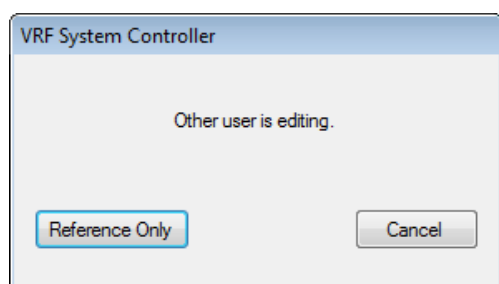 VRF System Controller
Other user is editing.
Reference Only
Cancel